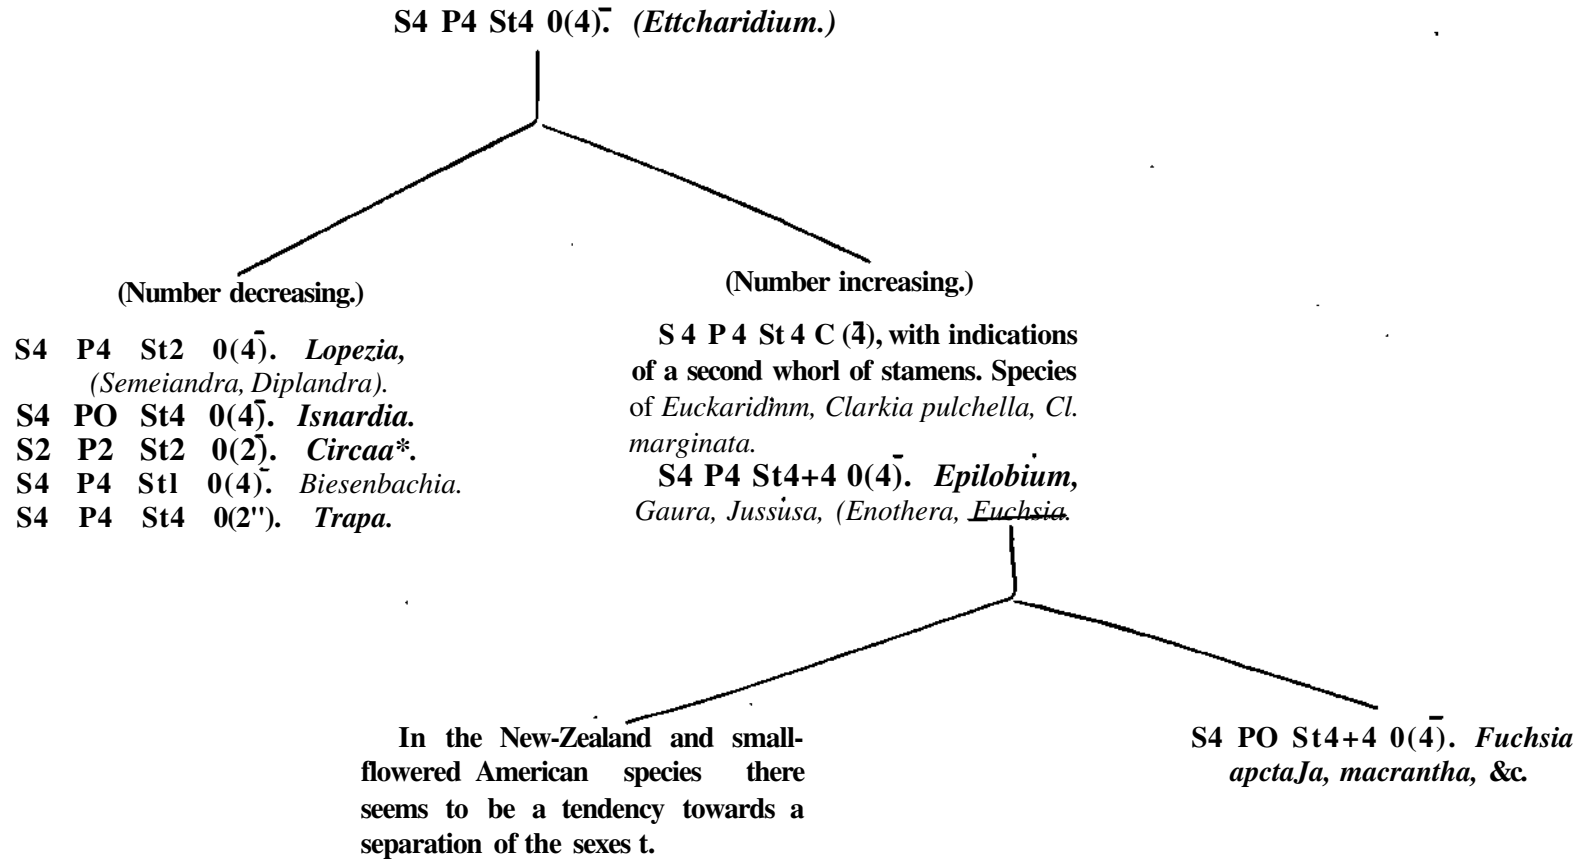 S4 P4 St4 0(4̄). (Ettcharidium.)
(Number decreasing.)
S4 P4 St2 0(4̄). Lopezia,
(Semeiandra, Diplandra).
S4 PO St4 0(4̄). Isnardia.
S2 P2 St2 0(2̄). Circaa*.
S4 P4 Stl 0(4̄). Biesenbachia.
S4 P4 St4 0(2"). Trapa.
(Number increasing.)
S 4 P 4 St 4 C (4̄), with indications
of a second whorl of stamens. Species
of Euckaridmm, Clarkia pulchella, Cl.
marginata.
S4 P4 St4+4 0(4̄). Epilobium,
Gaura, Jussusa, (Enothera, Euchsia.
In the New-Zealand and small-
flowered American species there
seems to be a tendency towards a
separation of the sexes t.
S4 PO St4+4 0(4̄). Fuchsia
apctaJa, macrantha, &c.